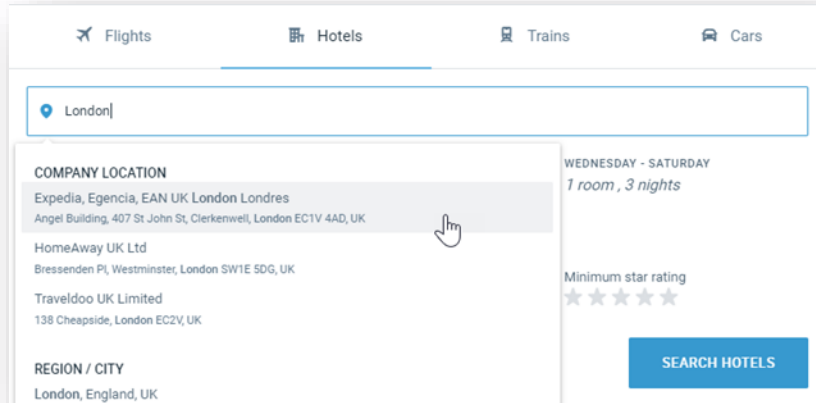 Flights
Hotels
Trains
Cars
London
COMPANY LOCATION
Expedia, Egencia, EAN UK London Londres
Angel Building, 407 St John St, Clerkenwell, London EC1V 4AD, UK
HomeAway UK Ltd
Bressenden Pl, Westminster, London SW1E 5DG, UK
Traveldoo UK Limited
138 Cheapside, London EC2V, UK
REGION / CITY
London, England, UK
WEDNESDAY - SATURDAY
1 room , 3 nights
Minimum star rating
SEARCH HOTELS